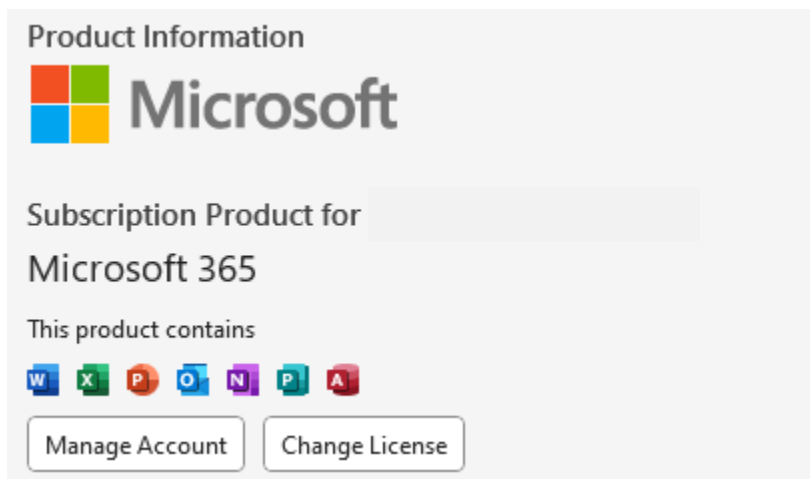 Product Information
Microsoft
Subscription Product for
Microsoft 365
This product contains
W X P O N P A
Manage Account Change License